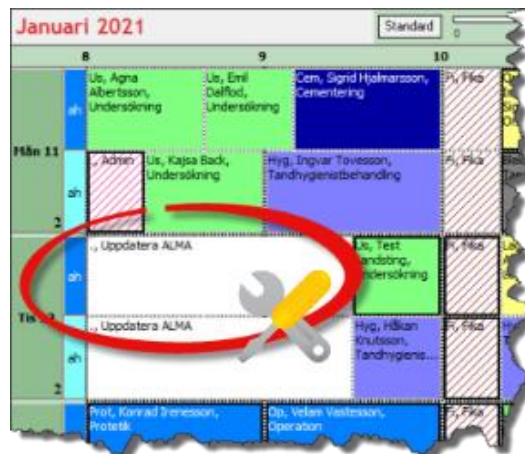 Januari 2021
Standard
0
8 9 10
Us, Agna
Albertsson,
Undersökning
Us, Emil
Dalflod,
Undersökning
Cem, Sigrid Hjalmarsson,
Cementering
Fi, Fika
ah
Mån 11
., Admin
Us, Kajsa Back,
Undersökning
Hyg, Ingvar Tovesson,
Tandhygienistbehandling
Fi, Fika
ah
2
., Uppdatera ALMA
Us, Test
Landsting,
Undersökning
Fi, Fika
ah
Tis
., Uppdatera ALMA
Hyg, Håkan
Knutsson,
Tandhygienis...
Fi, Fika
ah
2
Prot, Konrad Irenesson,
Protetik
Op, Velam Vastesson,
Operation
Fi, Fika